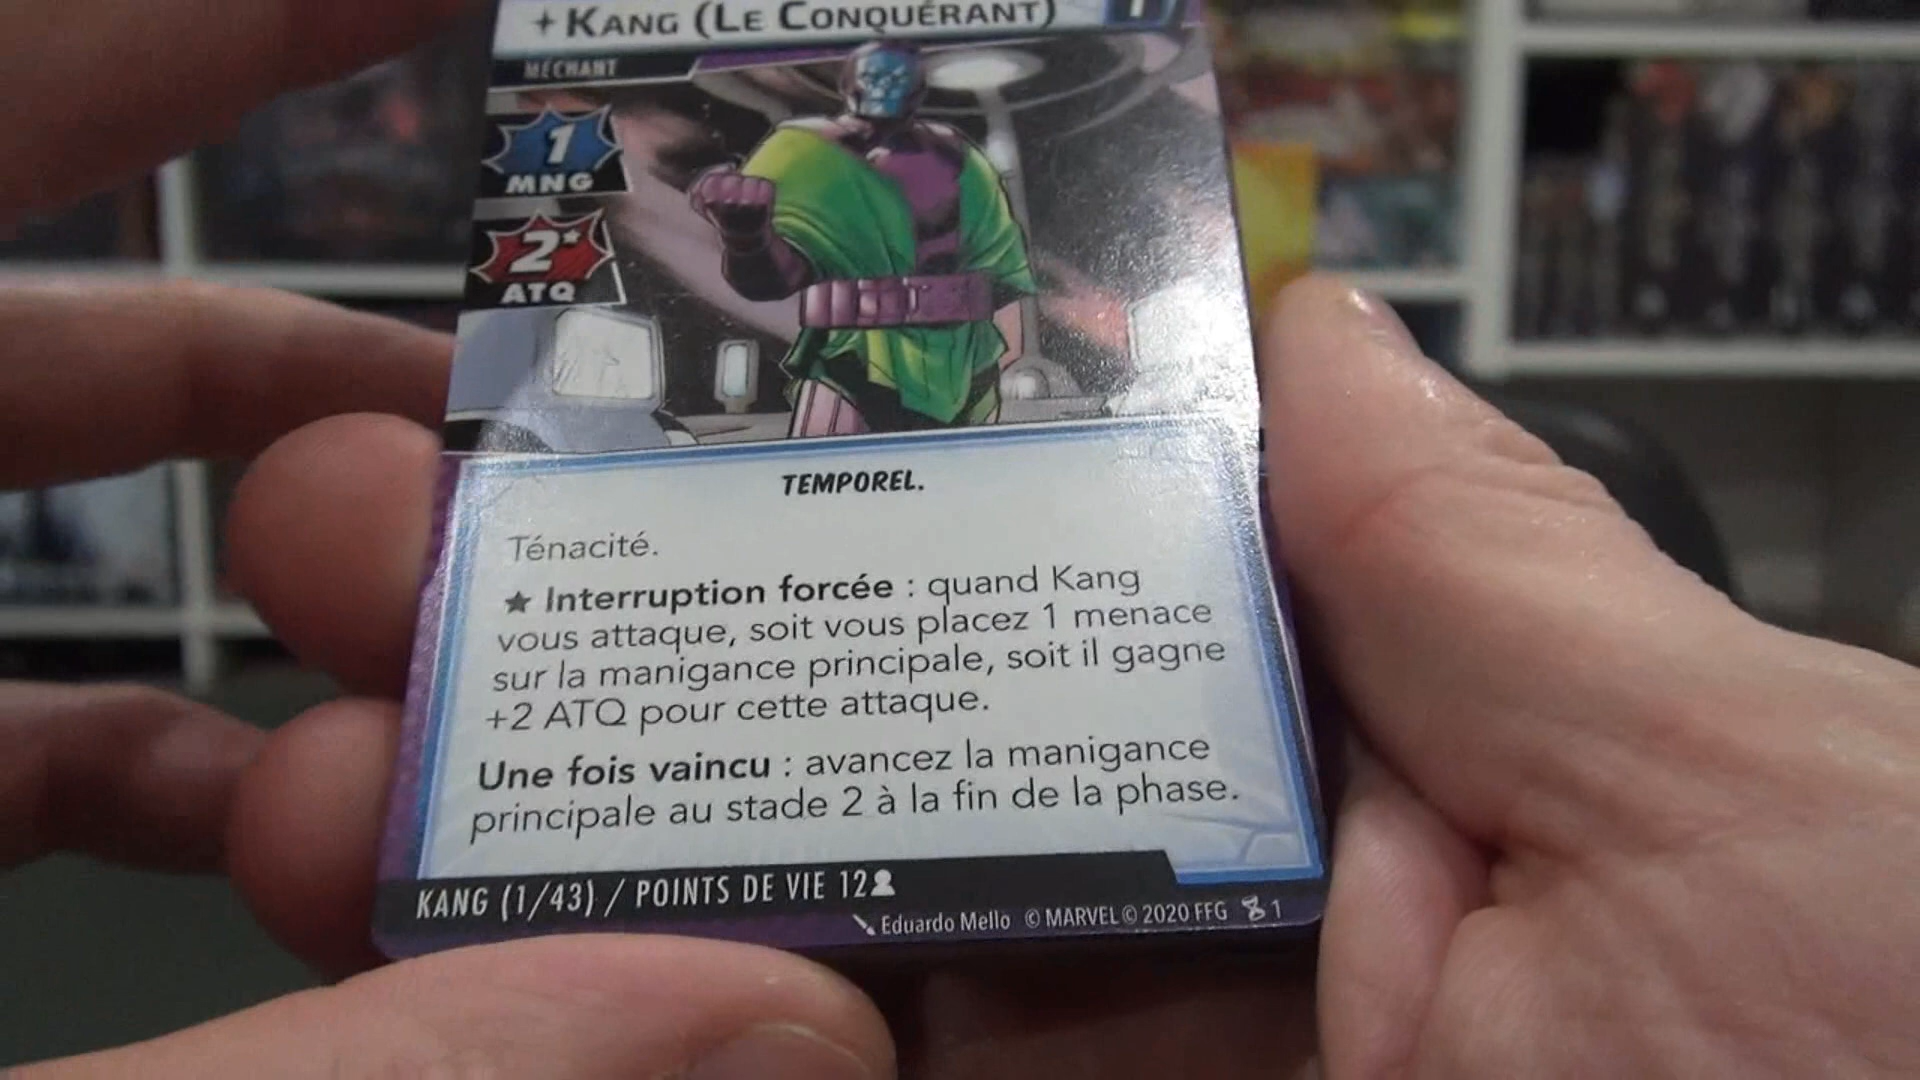 KANG (LE CONQUÉRANT)
MÉCHANT
1
MNG
2*
ATQ
TEMPOREL.
Ténacité.
★ Interruption forcée : quand Kang
vous attaque, soit vous placez 1 menace
sur la manigance principale, soit il gagne
+2 ATQ pour cette attaque.
Une fois vaincu : avancez la manigance
principale au stade 2 à la fin de la phase.
KANG (1/43) / POINTS DE VIE 12
Eduardo Mello © MARVEL © 2020 FFG 1